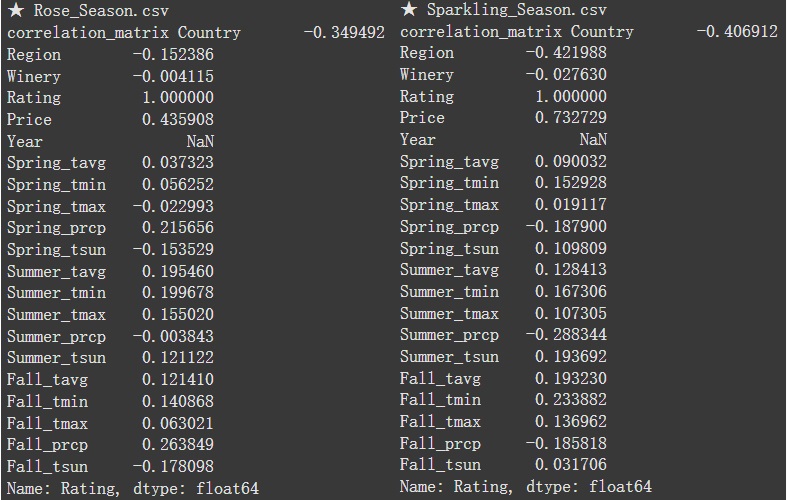 ★ Rose_Season.csv
correlation_matrix Country -0.349492
Region -0.152386
Winery -0.004115
Rating 1.000000
Price 0.435908
Year NaN
Spring_tavg 0.037323
Spring_tmin 0.056252
Spring_tmax -0.022993
Spring_prcp 0.215656
Spring_tsun -0.153529
Summer_tavg 0.195460
Summer_tmin 0.199678
Summer_tmax 0.155020
Summer_prcp -0.003843
Summer_tsun 0.121122
Fall_tavg 0.121410
Fall_tmin 0.140868
Fall_tmax 0.063021
Fall_prcp 0.263849
Fall_tsun -0.178098
Name: Rating, dtype: float64
★ Sparkling_Season.csv
correlation_matrix Country -0.406912
Region -0.421988
Winery -0.027630
Rating 1.000000
Price 0.732729
Year NaN
Spring_tavg 0.090032
Spring_tmin 0.152928
Spring_tmax 0.019117
Spring_prcp -0.187900
Spring_tsun 0.109809
Summer_tavg 0.128413
Summer_tmin 0.167306
Summer_tmax 0.107305
Summer_prcp -0.288344
Summer_tsun 0.193692
Fall_tavg 0.193230
Fall_tmin 0.233882
Fall_tmax 0.136962
Fall_prcp -0.185818
Fall_tsun 0.031706
Name: Rating, dtype: float64